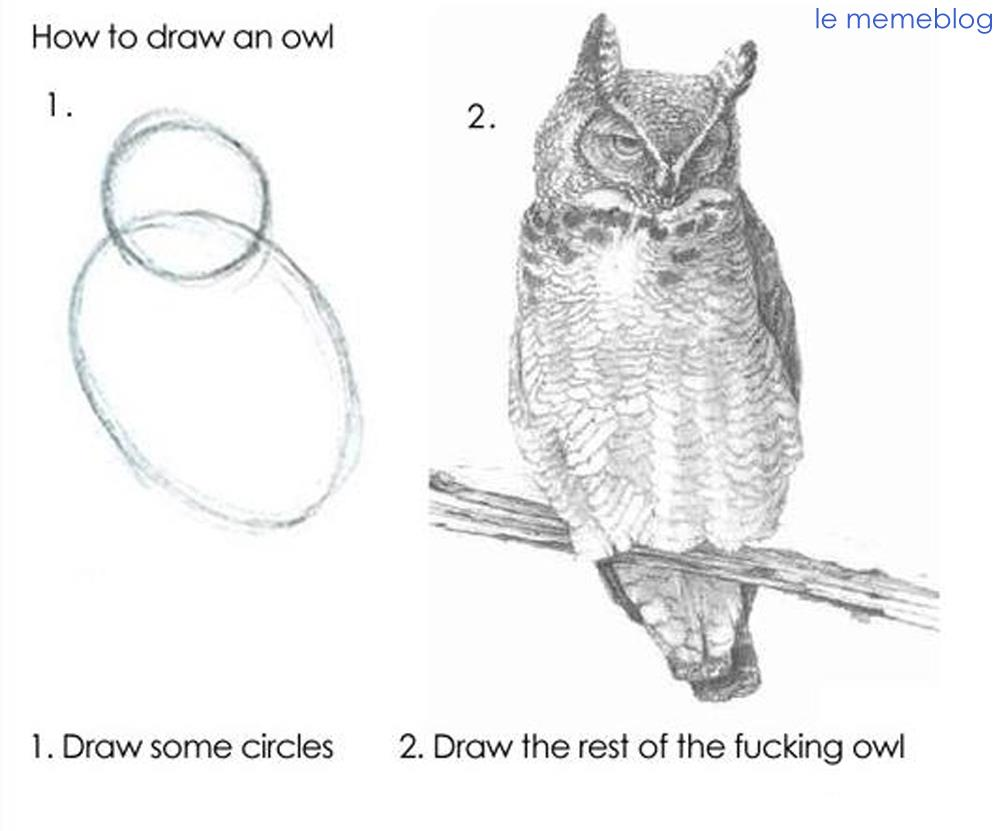 le memeblog
How to draw an owl
1.
2.
1. Draw some circles
2. Draw the rest of the fucking owl